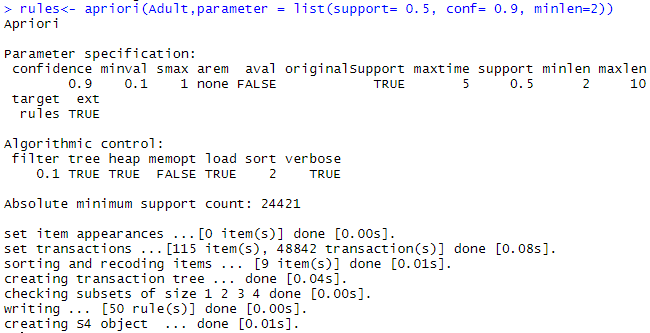 > rules<- apriori(Adult,parameter = list(support= 0.5, conf= 0.9, minlen=2))
Apriori

Parameter specification:
 confidence minval smax arem  aval originalSupport maxtime support minlen maxlen
        0.9    0.1    1 none FALSE            TRUE       5     0.5      2     10
 target  ext
  rules TRUE

Algorithmic control:
 filter tree heap memopt load sort verbose
    0.1 TRUE TRUE  FALSE TRUE    2    TRUE

Absolute minimum support count: 24421

set item appearances ...[0 item(s)] done [0.00s].
set transactions ...[115 item(s), 48842 transaction(s)] done [0.08s].
sorting and recoding items ... [9 item(s)] done [0.01s].
creating transaction tree ... done [0.04s].
checking subsets of size 1 2 3 4 done [0.00s].
writing ... [50 rule(s)] done [0.00s].
creating S4 object  ... done [0.01s].